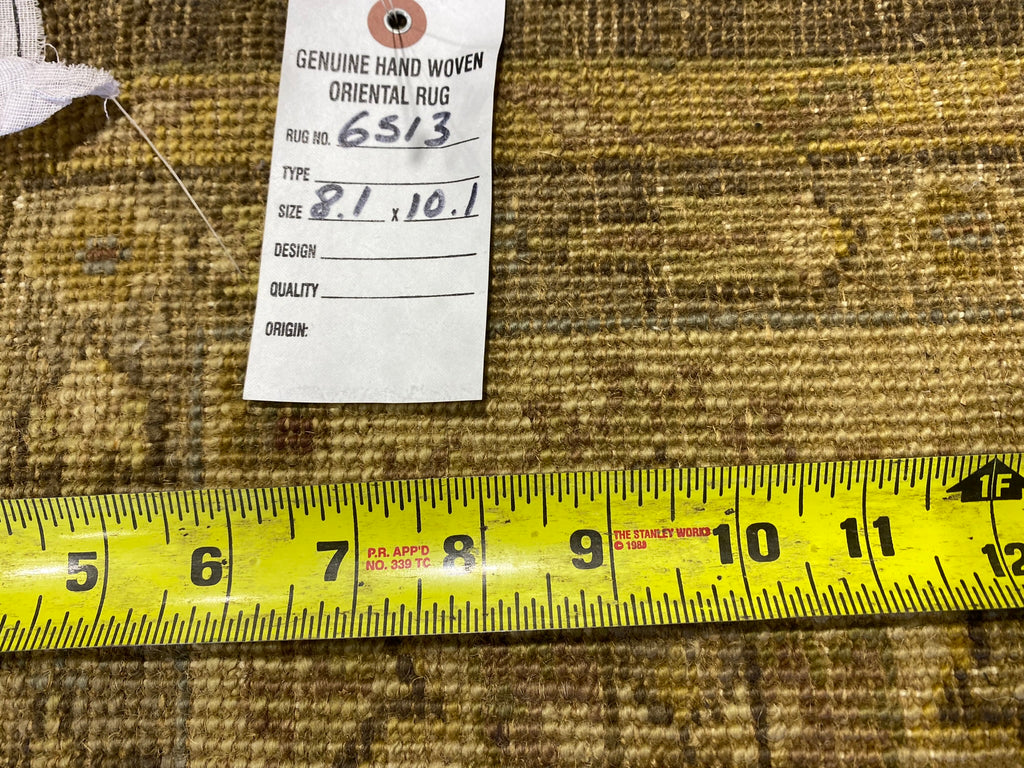 GENUINE HAND WOVEN
ORIENTAL RUG
RUG NO. 6513
TYPE
SIZE 8.1 x 10.1
DESIGN
QUALITY
ORIGIN:
1F
5 6 7 8 9 10 11 12
P.R. APP'D
NO. 339 TC
THE STANLEY WORKS
©